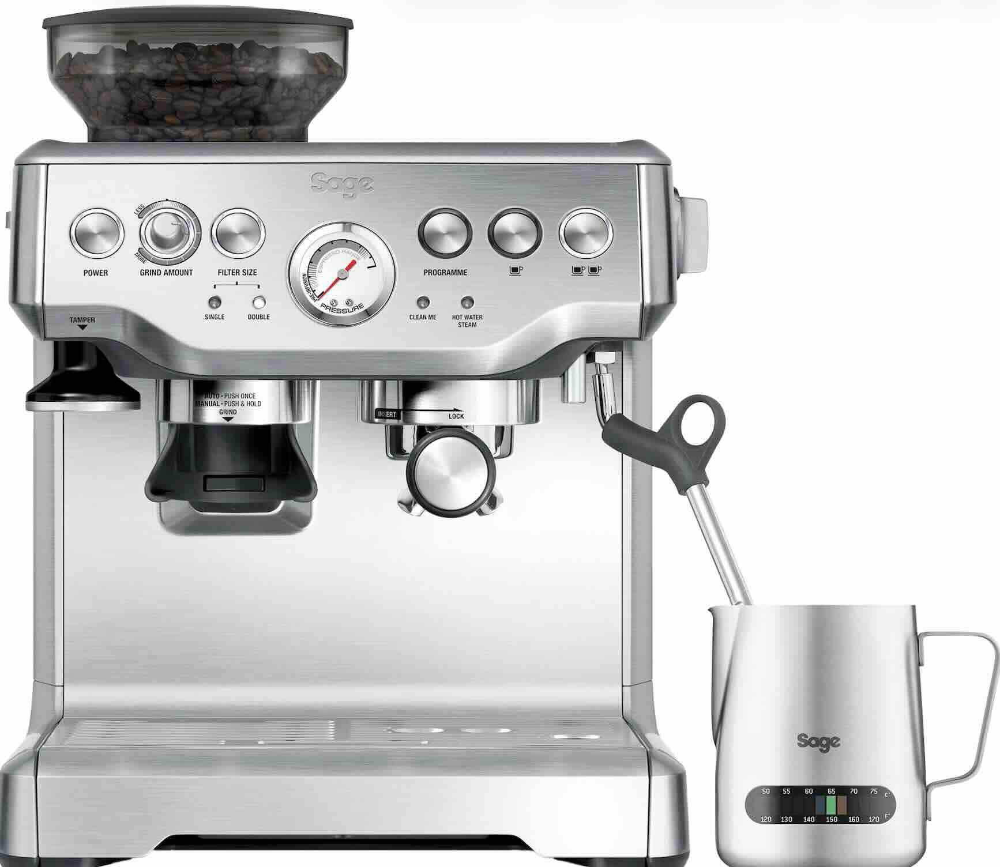 Sage
LESS
MORE
POWER
GRIND AMOUNT
FILTER SIZE
SINGLE
DOUBLE
ESPRESSO RANGE
PRE-INFUSION
PRESSURE
PROGRAMME
CLEAN ME
HOT WATER
STEAM
TAMPER
AUTO • PUSH ONCE
MANUAL • PUSH & HOLD
GRIND
INSERT
LOCK
Sage
50 55 60 65 70 75 C°
120 130 140 150 160 170 F°